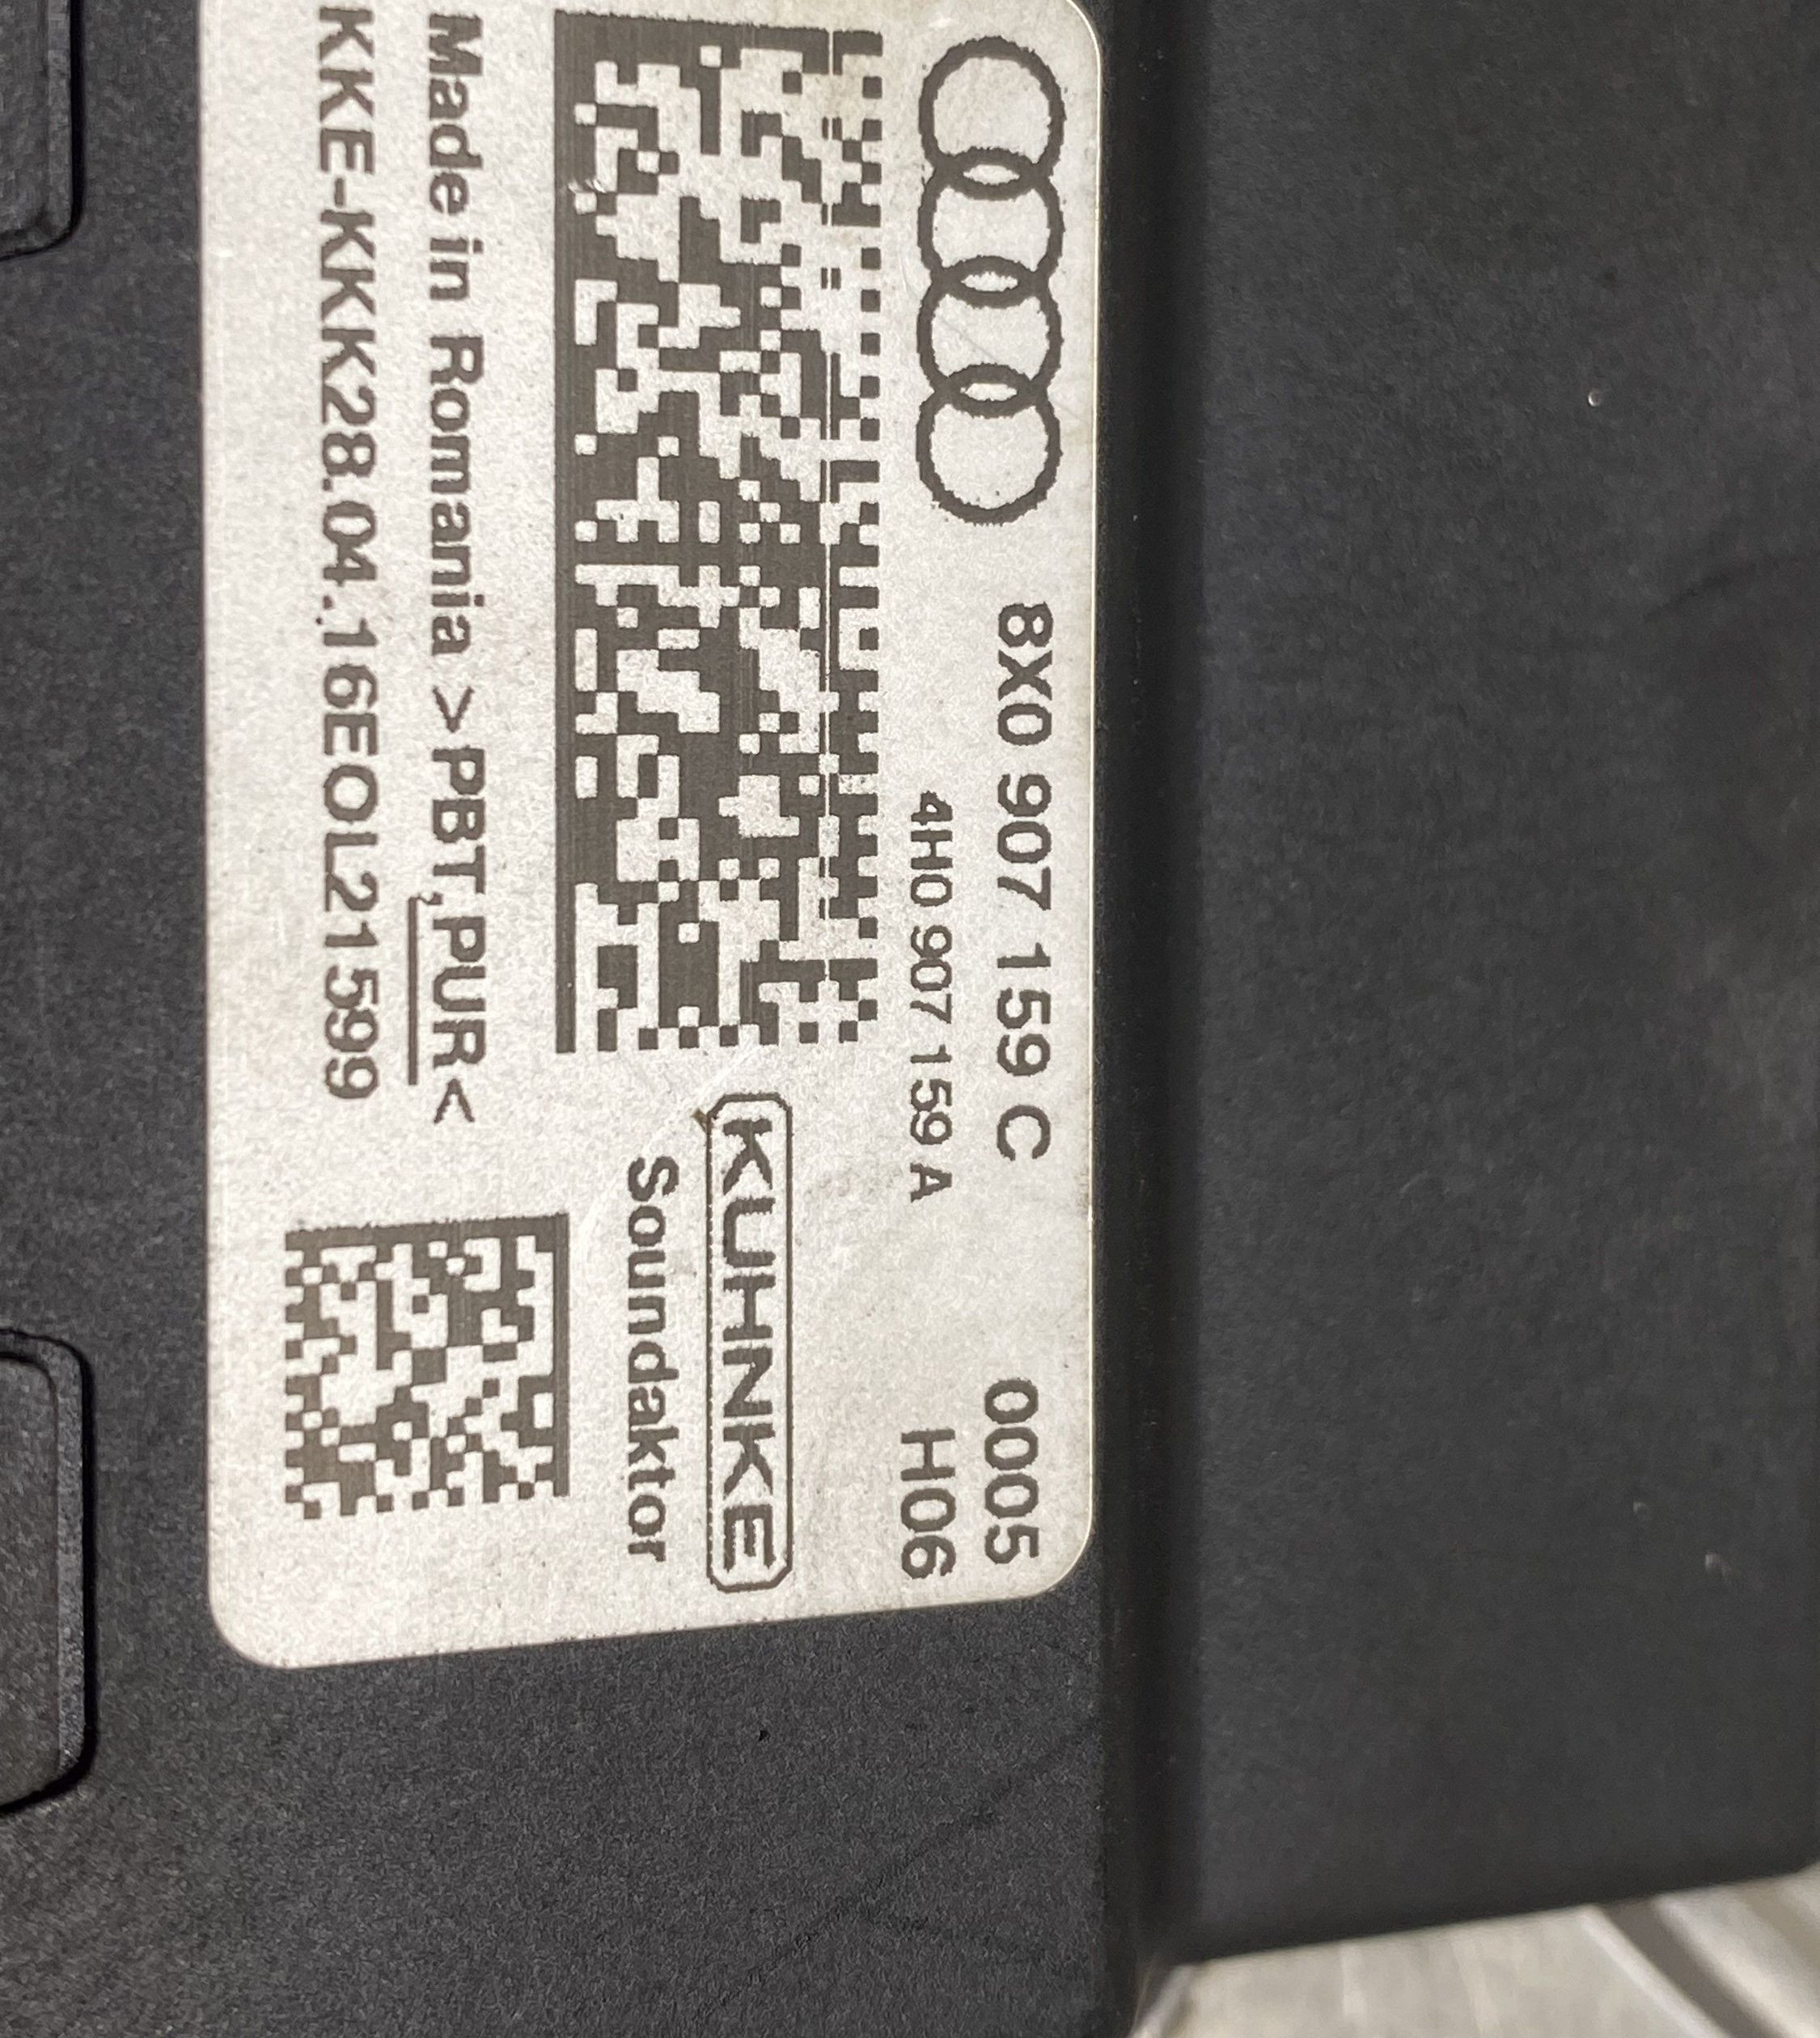 8X0 907 159 C 0005
4H0 907 159 A H06
KUHNKE
Soundaktor
Made in Romania >PBT,PUR<
KKE-KKK28.04.16EOL21599